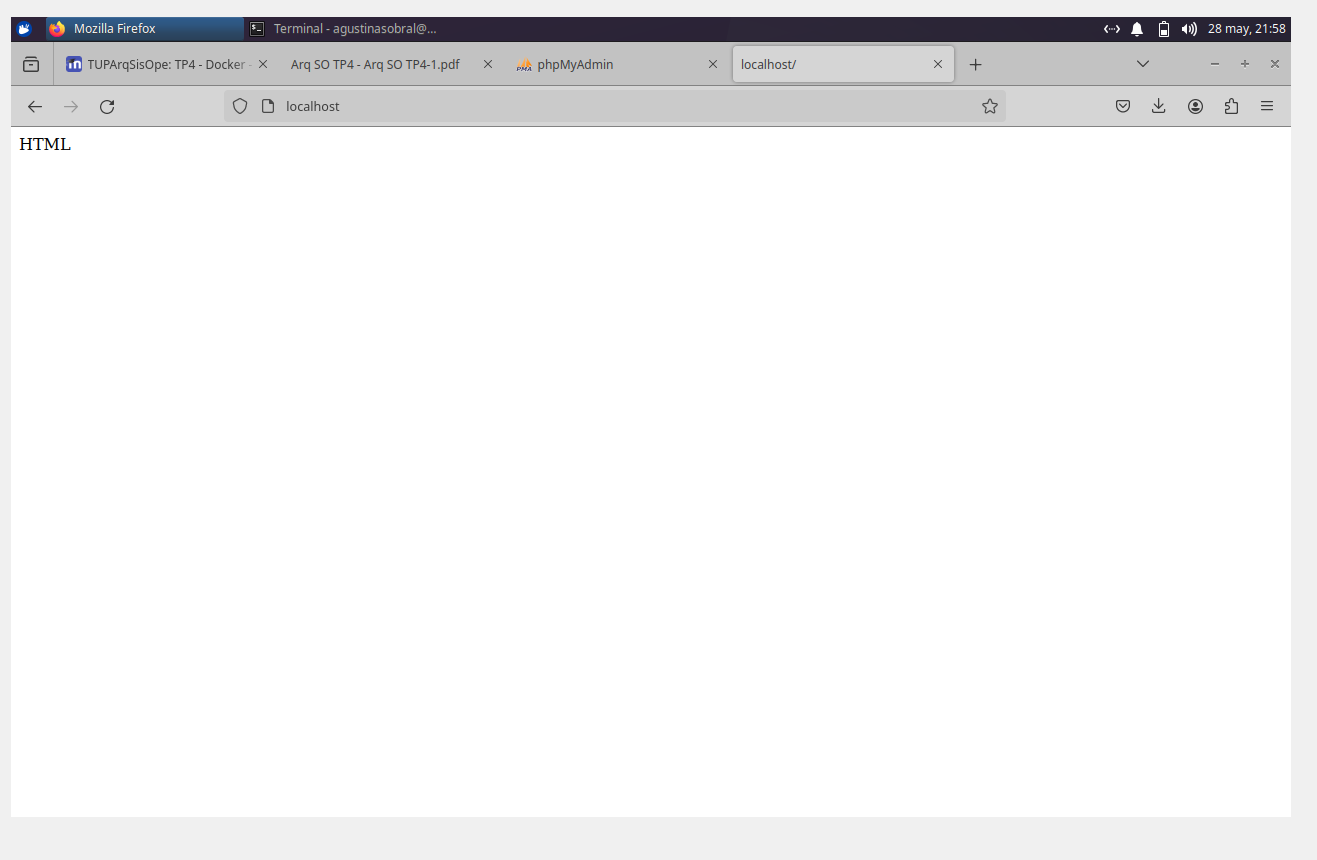 Mozilla Firefox
Terminal - agustinasobral@...
28 may, 21:58
TUPArqSisOpe: TP4 - Docker -
Arq SO TP4 - Arq SO TP4-1.pdf
PMA phpMyAdmin
localhost/
localhost
HTML